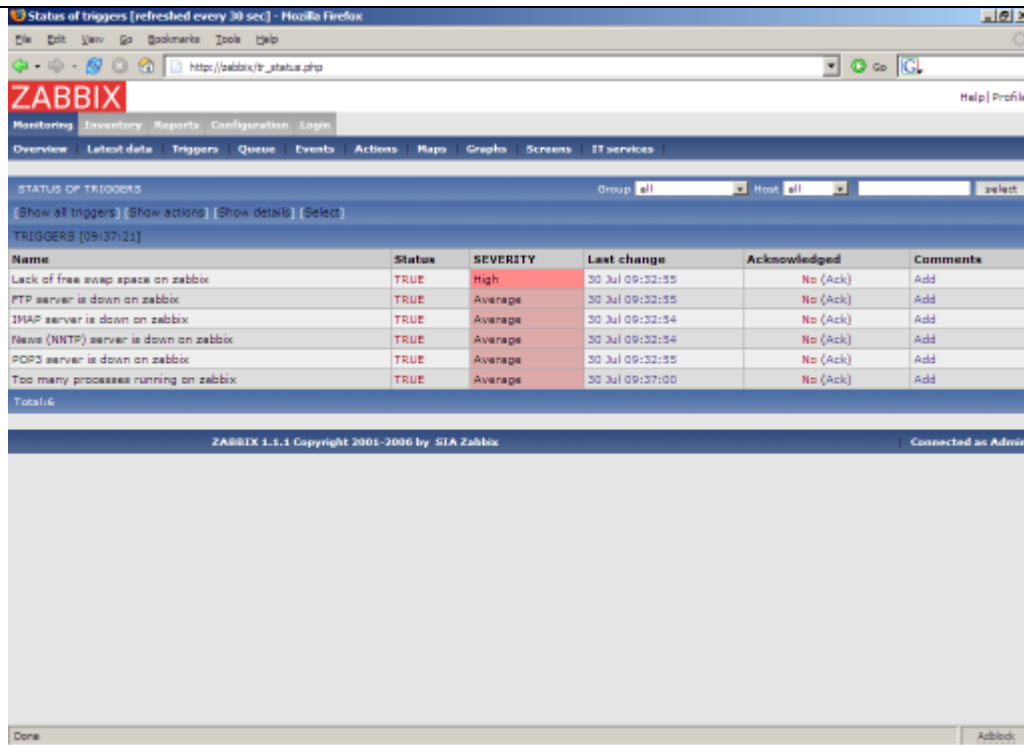 Status of triggers [refreshed every 30 sec] - Mozilla Firefox
File Edit View Go Bookmarks Tools Help
http://zabbix/tr_status.php Go G
ZABBIX Help | Profile
Monitoring Inventory Reports Configuration Login
Overview Latest data Triggers Queue Events Actions Maps Graphs Screens IT services
STATUS OF TRIGGERS Group all Host all select
[Show all triggers] [Show actions] [Show details] [Select]
TRIGGERS [09:37:21]
Name Status SEVERITY Last change Acknowledged Comments
Lack of free swap space on zabbix TRUE High 30 Jul 09:32:55 No (Ack) Add
FTP server is down on zabbix TRUE Average 30 Jul 09:32:55 No (Ack) Add
IMAP server is down on zabbix TRUE Average 30 Jul 09:32:54 No (Ack) Add
News (NNTP) server is down on zabbix TRUE Average 30 Jul 09:32:54 No (Ack) Add
POP3 server is down on zabbix TRUE Average 30 Jul 09:32:55 No (Ack) Add
Too many processes running on zabbix TRUE Average 30 Jul 09:37:00 No (Ack) Add
Total:6
ZABBIX 1.1.1 Copyright 2001-2006 by SIA Zabbix Connected as Admin
Done Adblock